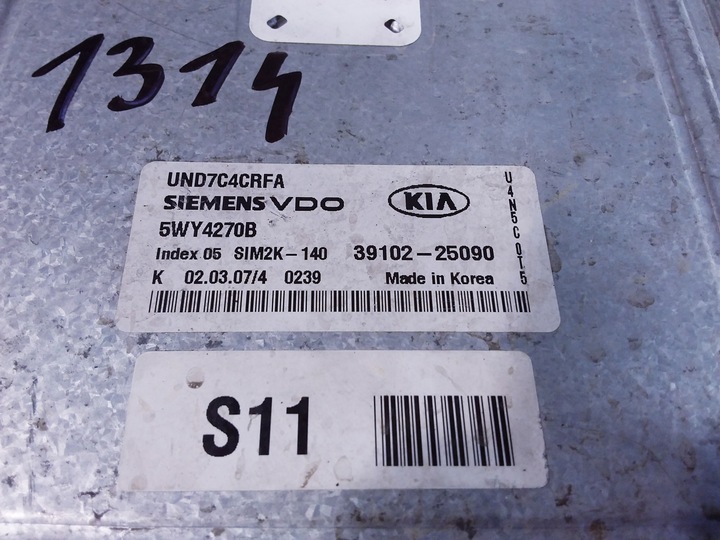 1314
UND7C4CRFA
SIEMENS VDO
KIA
5WY4270B
Index 05 SIM2K-140 39102-25090
K 02.03.07/4 0239 Made in Korea
U4N5C0T5
S11